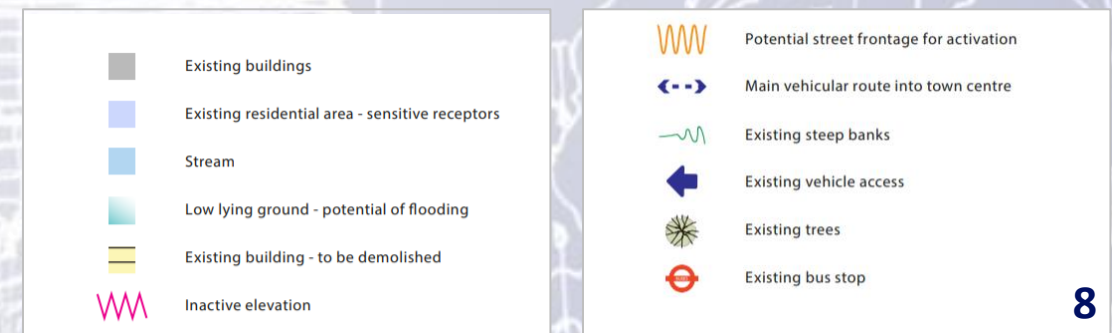 Existing buildings
Existing residential area - sensitive receptors
Stream
Low lying ground - potential of flooding
Existing building - to be demolished
Inactive elevation
Potential street frontage for activation
Main vehicular route into town centre
Existing steep banks
Existing vehicle access
Existing trees
Existing bus stop
8